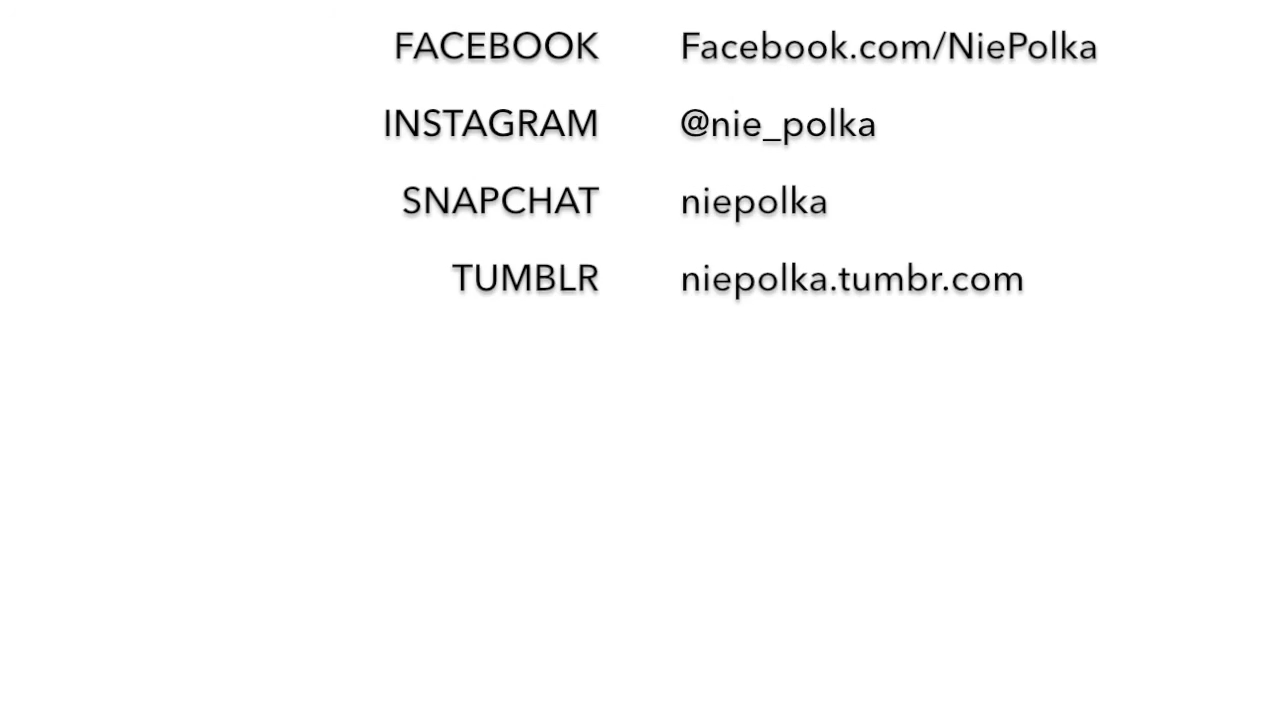 FACEBOOK Facebook.com/NiePolka
INSTAGRAM @nie_polka
SNAPCHAT niepolka
TUMBLR niepolka.tumbr.com